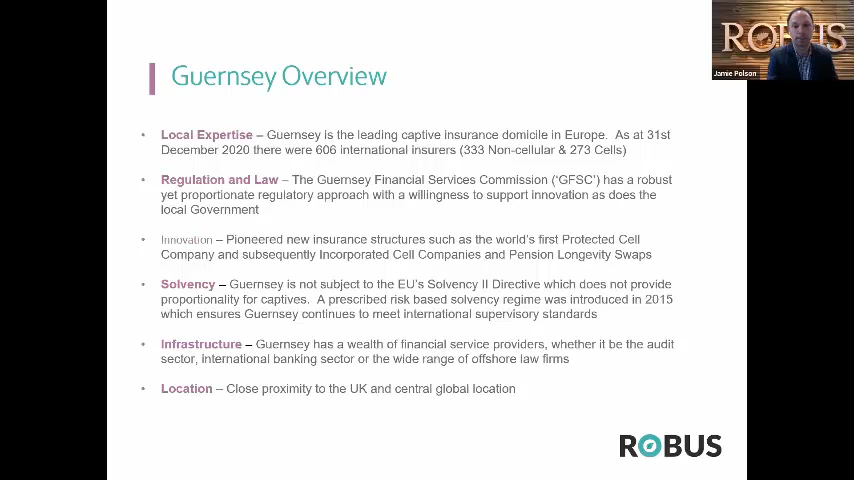 ROBUS
Jamie Polson
Guernsey Overview
• Local Expertise – Guernsey is the leading captive insurance domicile in Europe. As at 31st
December 2020 there were 606 international insurers (333 Non-cellular & 273 Cells)
• Regulation and Law – The Guernsey Financial Services Commission (‘GFSC’) has a robust
yet proportionate regulatory approach with a willingness to support innovation as does the
local Government
• Innovation – Pioneered new insurance structures such as the world's first Protected Cell
Company and subsequently Incorporated Cell Companies and Pension Longevity Swaps
• Solvency – Guernsey is not subject to the EU's Solvency II Directive which does not provide
proportionality for captives. A prescribed risk based solvency regime was introduced in 2015
which ensures Guernsey continues to meet international supervisory standards
• Infrastructure – Guernsey has a wealth of financial service providers, whether it be the audit
sector, international banking sector or the wide range of offshore law firms
• Location – Close proximity to the UK and central global location
ROBUS